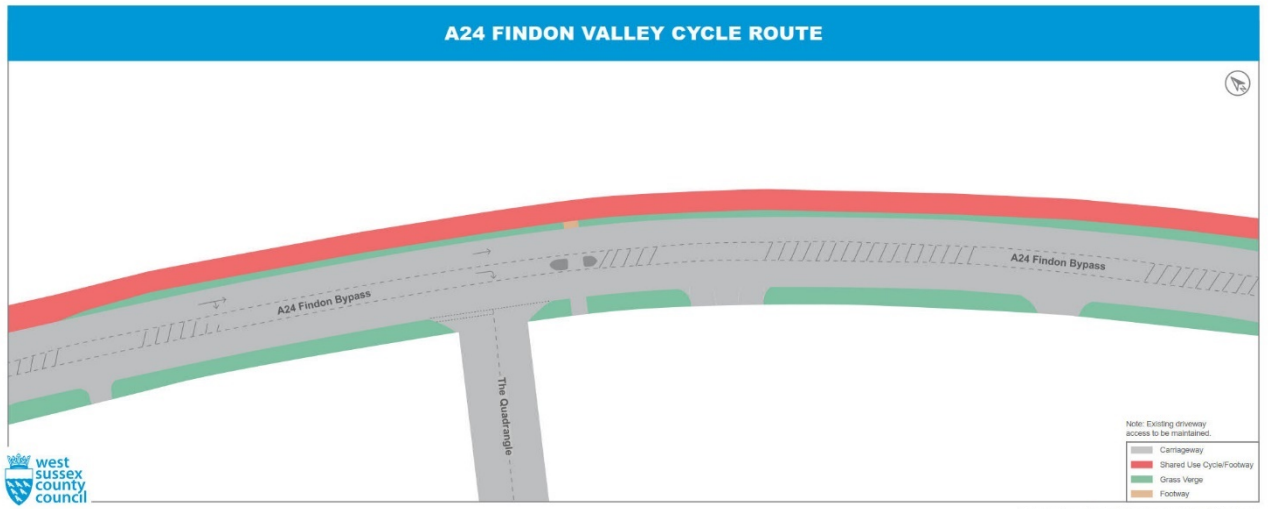 A24 FINDON VALLEY CYCLE ROUTE
N
A24 Findon Bypass
A24 Findon Bypass
The Quadrangle
Note: Existing driveway
access to be maintained.
Carriageway
Shared Use Cycle/Footway
Grass Verge
Footway
west
sussex
county
council